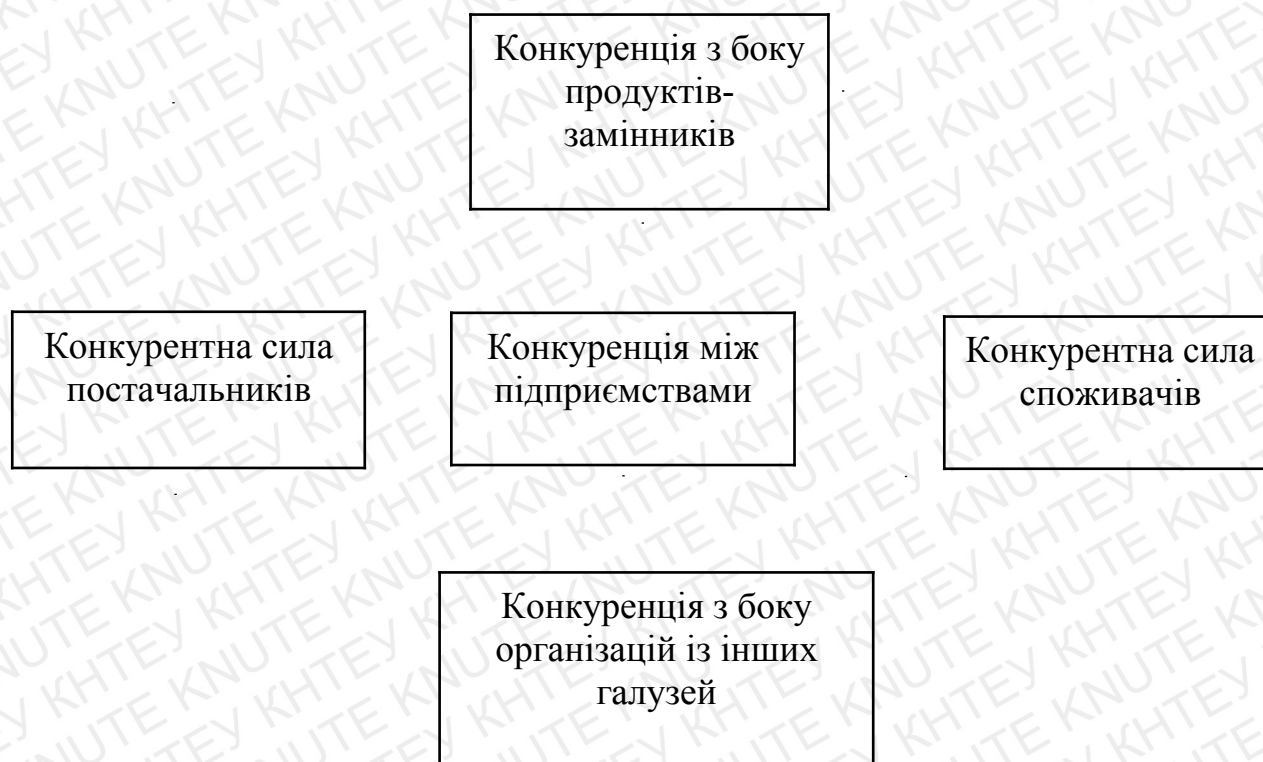 Конкуренція з боку
продуктів-
замінників
Конкурентна сила
постачальників
Конкуренція між
підприємствами
Конкурентна сила
споживачів
Конкуренція з боку
організацій із інших
галузей